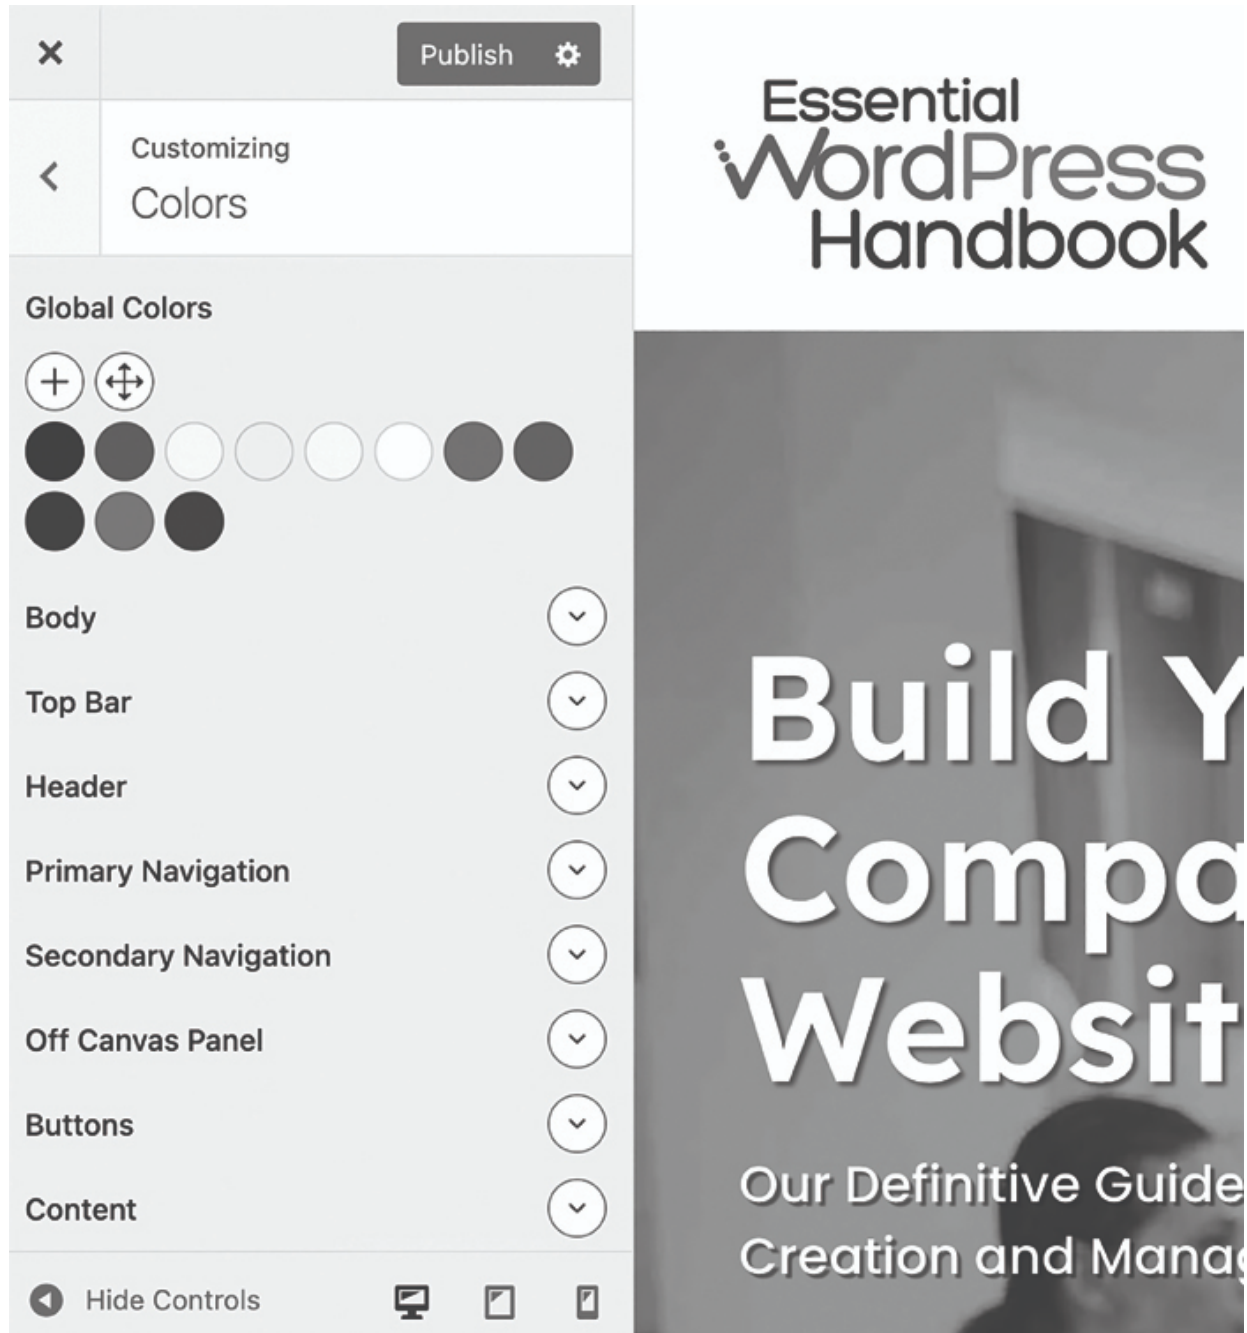 Publish
Customizing
Colors
Global Colors
Body
Top Bar
Header
Primary Navigation
Secondary Navigation
Off Canvas Panel
Buttons
Content
Hide Controls
Essential
WordPress
Handbook
Build Y
Compa
Websit
Our Definitive Guide
Creation and Manag